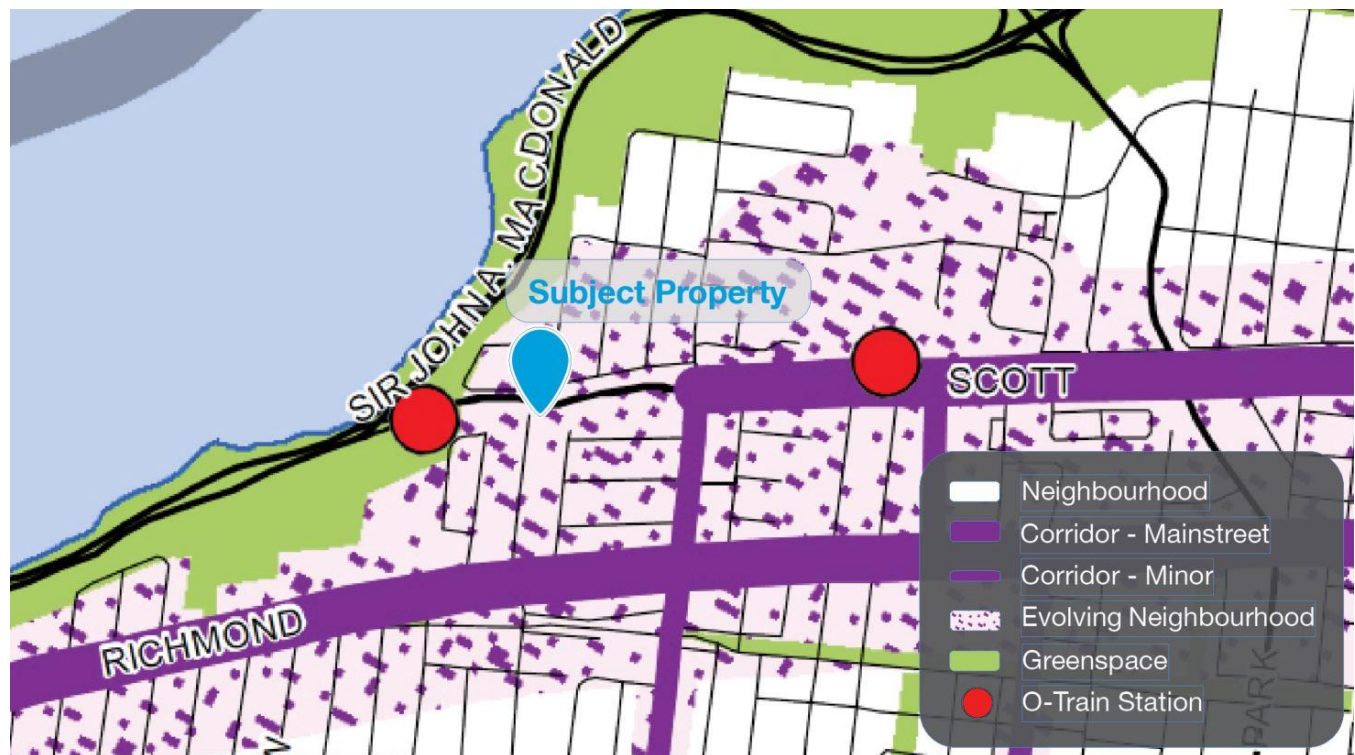 SIR JOHN A. MACDONALD
Subject Property
SCOTT
RICHMOND
Neighbourhood
Corridor - Mainstreet
Corridor - Minor
Evolving Neighbourhood
Greenspace
O-Train Station
PARK